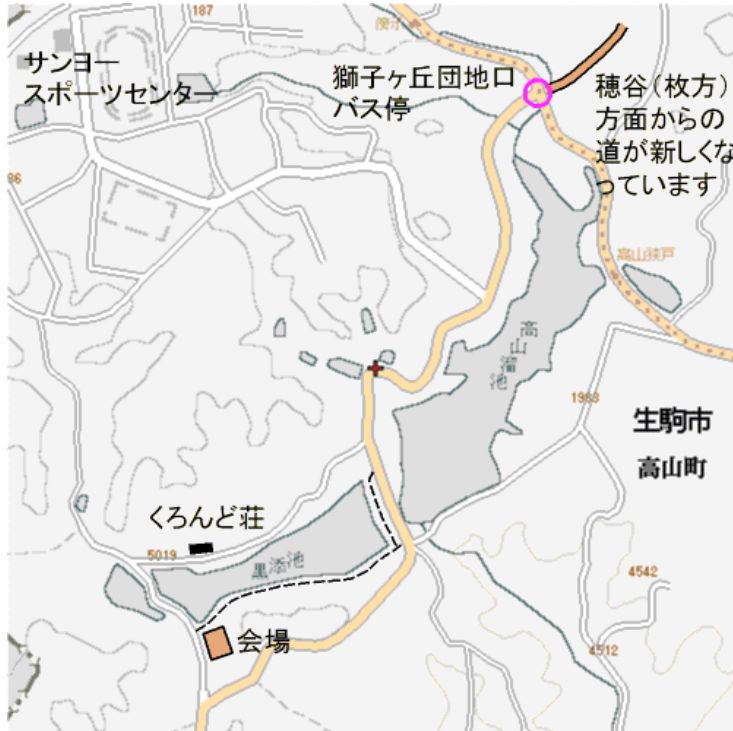 187
サンヨー
スポーツセンター
獅子ヶ丘団地口
バス停
穂谷（枚方）
方面からの
道が新しくな
っています
86
高山溜池
1963
生駒市
高山町
くろんど荘
5019
黒添池
4542
会場
4512